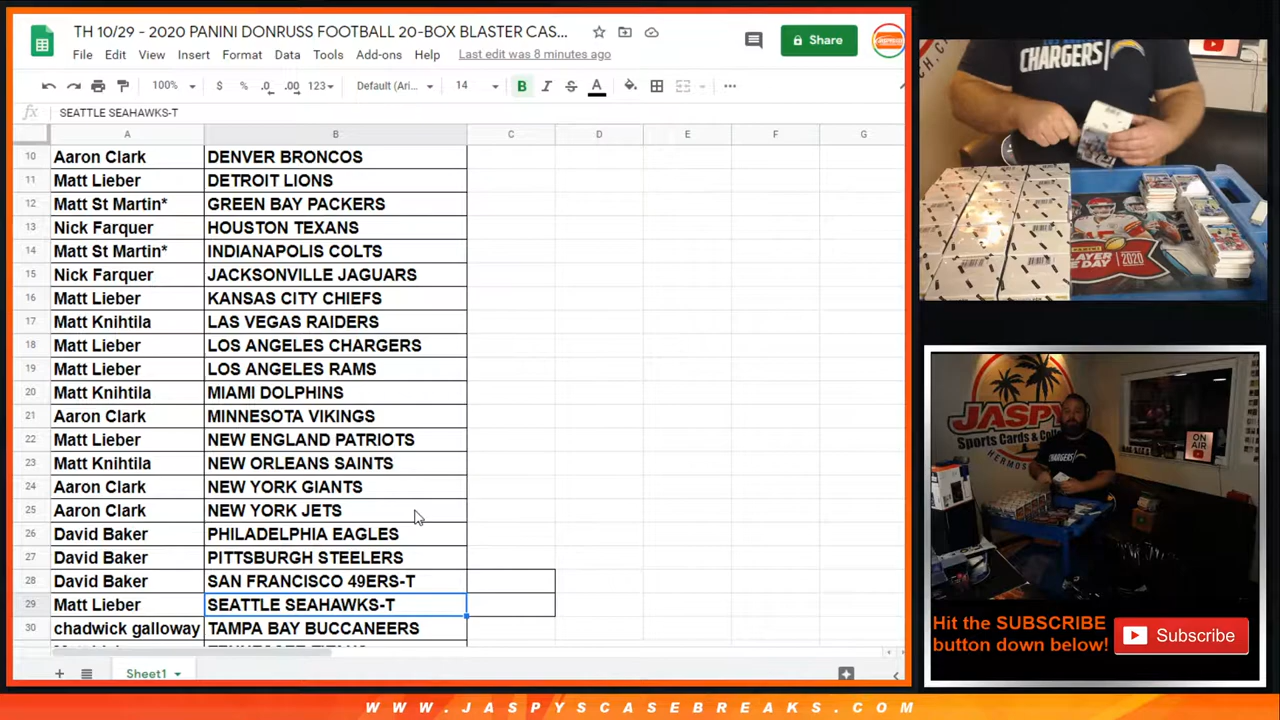 TH 10/29 - 2020 PANINI DONRUSS FOOTBALL 20-BOX BLASTER CAS...
File Edit View Insert Format Data Tools Add-ons Help Last edit was 8 minutes ago
Share
100% $ % .0 .00 123 Default (Ari... 14 B I S A
fx SEATTLE SEAHAWKS-T
A B C D E F G
10 Aaron Clark DENVER BRONCOS
11 Matt Lieber DETROIT LIONS
12 Matt St Martin* GREEN BAY PACKERS
13 Nick Farquer HOUSTON TEXANS
14 Matt St Martin* INDIANAPOLIS COLTS
15 Nick Farquer JACKSONVILLE JAGUARS
16 Matt Lieber KANSAS CITY CHIEFS
17 Matt Knihtila LAS VEGAS RAIDERS
18 Matt Lieber LOS ANGELES CHARGERS
19 Matt Lieber LOS ANGELES RAMS
20 Matt Knihtila MIAMI DOLPHINS
21 Aaron Clark MINNESOTA VIKINGS
22 Matt Lieber NEW ENGLAND PATRIOTS
23 Matt Knihtila NEW ORLEANS SAINTS
24 Aaron Clark NEW YORK GIANTS
25 Aaron Clark NEW YORK JETS
26 David Baker PHILADELPHIA EAGLES
27 David Baker PITTSBURGH STEELERS
28 David Baker SAN FRANCISCO 49ERS-T
29 Matt Lieber SEATTLE SEAHAWKS-T
30 chadwick galloway TAMPA BAY BUCCANEERS
Sheet1
CHARGERS
2020
JASPY
Sports Cards & Coll
HERMOS
ON
AIR
Hit the SUBSCRIBE
button down below!
Subscribe
WWW.JASPYSCASEBREAKS.COM